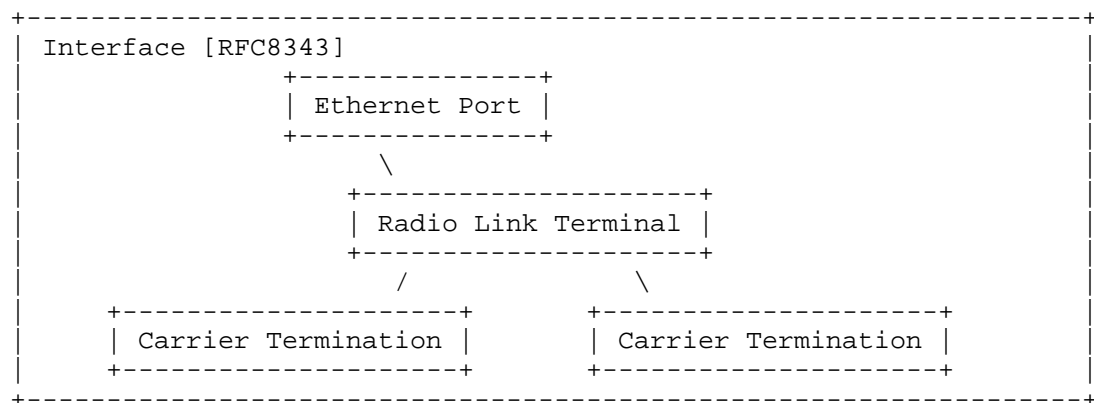 Interface [RFC8343]
Ethernet Port
Radio Link Terminal
Carrier Termination
Carrier Termination